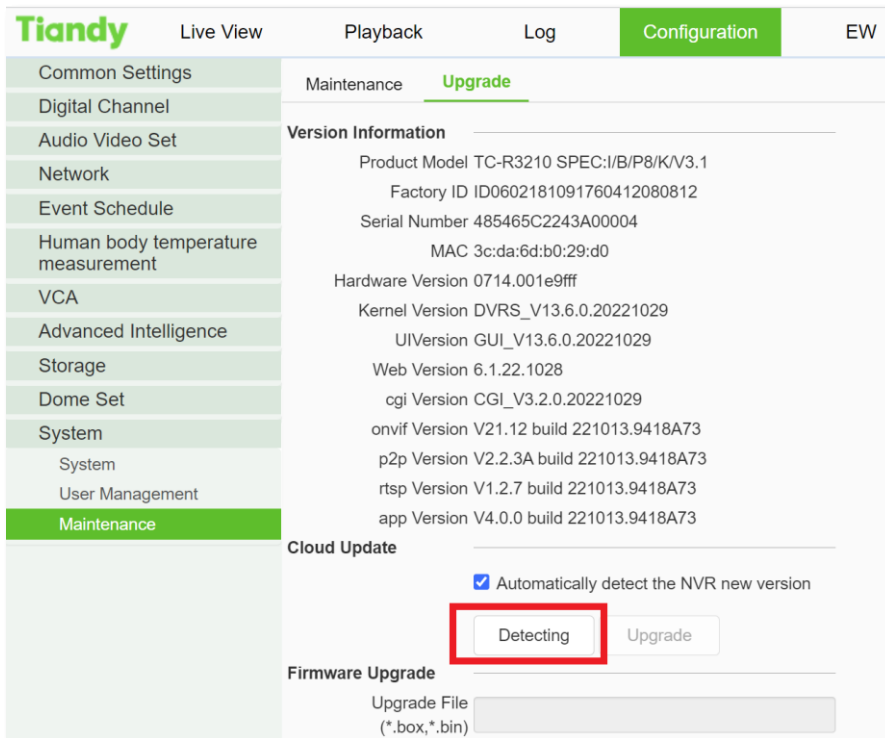 Tiandy Live View Playback Log Configuration EW
Common Settings
Digital Channel
Audio Video Set
Network
Event Schedule
Human body temperature
measurement
VCA
Advanced Intelligence
Storage
Dome Set
System
System
User Management
Maintenance
Maintenance Upgrade
Version Information
Product Model TC-R3210 SPEC:I/B/P8/K/V3.1
Factory ID ID0602181091760412080812
Serial Number 485465C2243A00004
MAC 3c:da:6d:b0:29:d0
Hardware Version 0714.001e9fff
Kernel Version DVRS_V13.6.0.20221029
UIVersion GUI_V13.6.0.20221029
Web Version 6.1.22.1028
cgi Version CGI_V3.2.0.20221029
onvif Version V21.12 build 221013.9418A73
p2p Version V2.2.3A build 221013.9418A73
rtsp Version V1.2.7 build 221013.9418A73
app Version V4.0.0 build 221013.9418A73
Cloud Update
Automatically detect the NVR new version
Detecting Upgrade
Firmware Upgrade
Upgrade File
(*.box,*.bin)